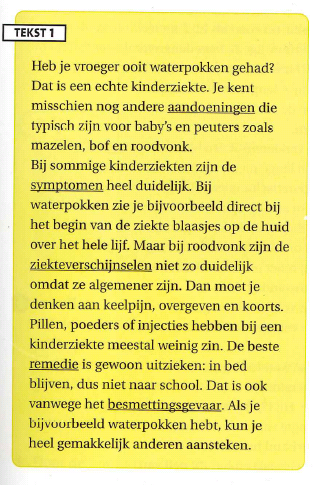 TEKST 1
Heb je vroeger ooit waterpokken gehad?
Dat is een echte kinderziekte. Je kent
misschien nog andere aandoeningen die
typisch zijn voor baby's en peuters zoals
mazelen, bof en roodvonk.
Bij sommige kinderziekten zijn de
symptomen heel duidelijk. Bij
waterpokken zie je bijvoorbeeld direct bij
het begin van de ziekte blaasjes op de huid
over het hele lijf. Maar bij roodvonk zijn de
ziekteverschijnselen niet zo duidelijk
omdat ze algemener zijn. Dan moet je
denken aan keelpijn, overgeven en koorts.
Pillen, poeders of injecties hebben bij een
kinderziekte meestal weinig zin. De beste
remedie is gewoon uitzieken: in bed
blijven, dus niet naar school. Dat is ook
vanwege het besmettingsgevaar. Als je
bijvoorbeeld waterpokken hebt, kun je
heel gemakkelijk anderen aansteken.